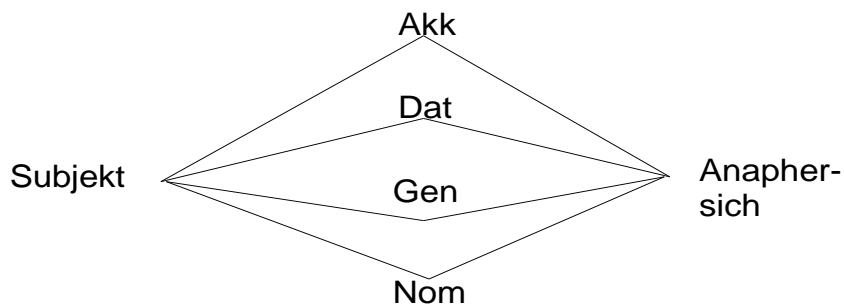 Akk
Dat
Subjekt
Gen
Anapher-
sich
Nom